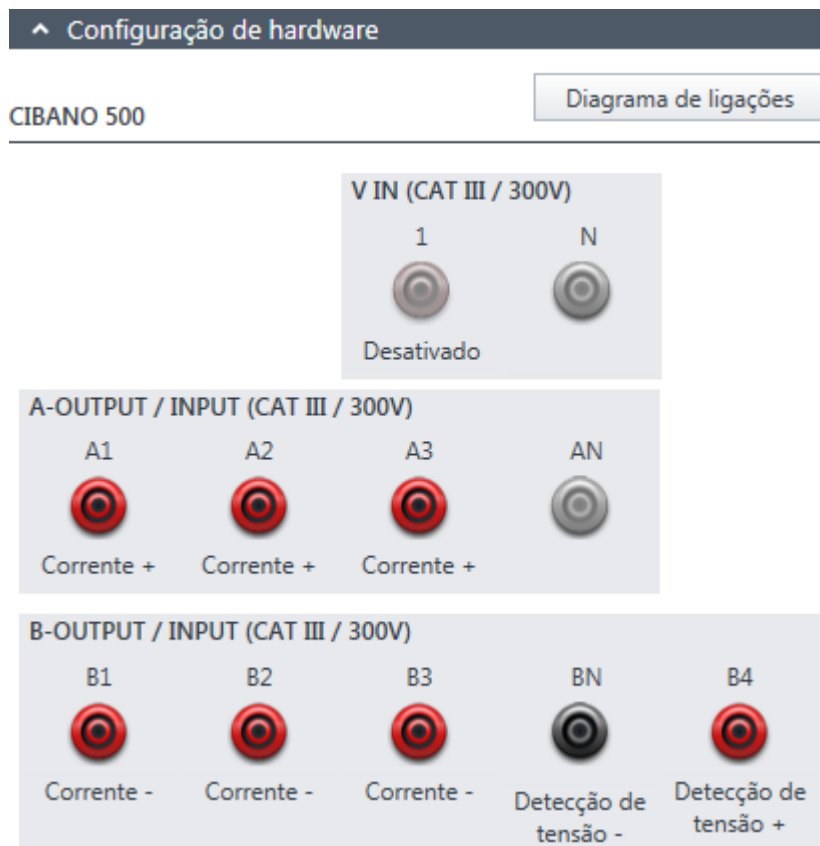 Configuração de hardware
Diagrama de ligações
CIBANO 500
V IN (CAT III / 300V)
1 N
Desativado
A-OUTPUT / INPUT (CAT III / 300V)
A1 A2 A3 AN
Corrente + Corrente + Corrente +
B-OUTPUT / INPUT (CAT III / 300V)
B1 B2 B3 BN B4
Corrente - Corrente - Corrente - Detecção de Detecção de
tensão - tensão +